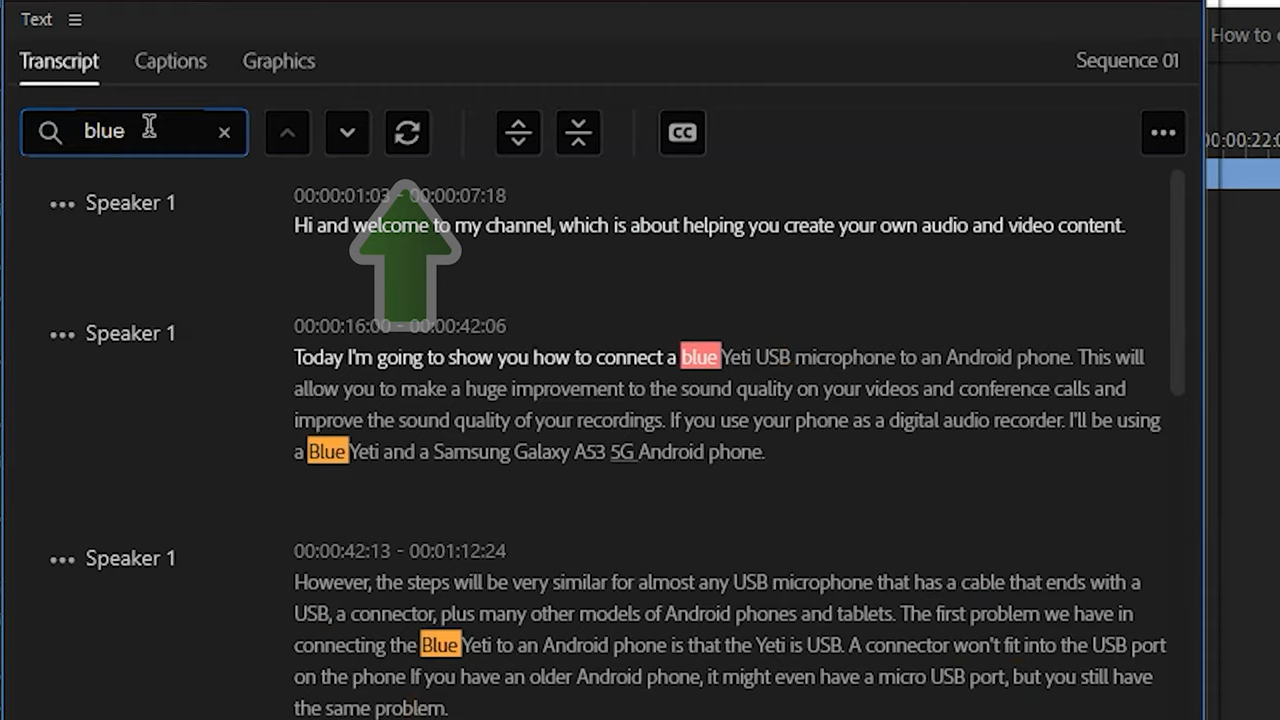 Text
How to
Transcript Captions Graphics Sequence 01
blue
CC
00:00:22:0
Speaker 1
00:00:01:03 - 00:00:07:18
Hi and welcome to my channel, which is about helping you create your own audio and video content.
Speaker 1
00:00:16:00 - 00:00:42:06
Today I'm going to show you how to connect a blue Yeti USB microphone to an Android phone. This will
allow you to make a huge improvement to the sound quality on your videos and conference calls and
improve the sound quality of your recordings. If you use your phone as a digital audio recorder. I'll be using
a Blue Yeti and a Samsung Galaxy A53 5G Android phone.
Speaker 1
00:00:42:13 - 00:01:12:24
However, the steps will be very similar for almost any USB microphone that has a cable that ends with a
USB, a connector, plus many other models of Android phones and tablets. The first problem we have in
connecting the Blue Yeti to an Android phone is that the Yeti is USB. A connector won't fit into the USB port
on the phone If you have an older Android phone, it might even have a micro USB port, but you still have
the same problem.